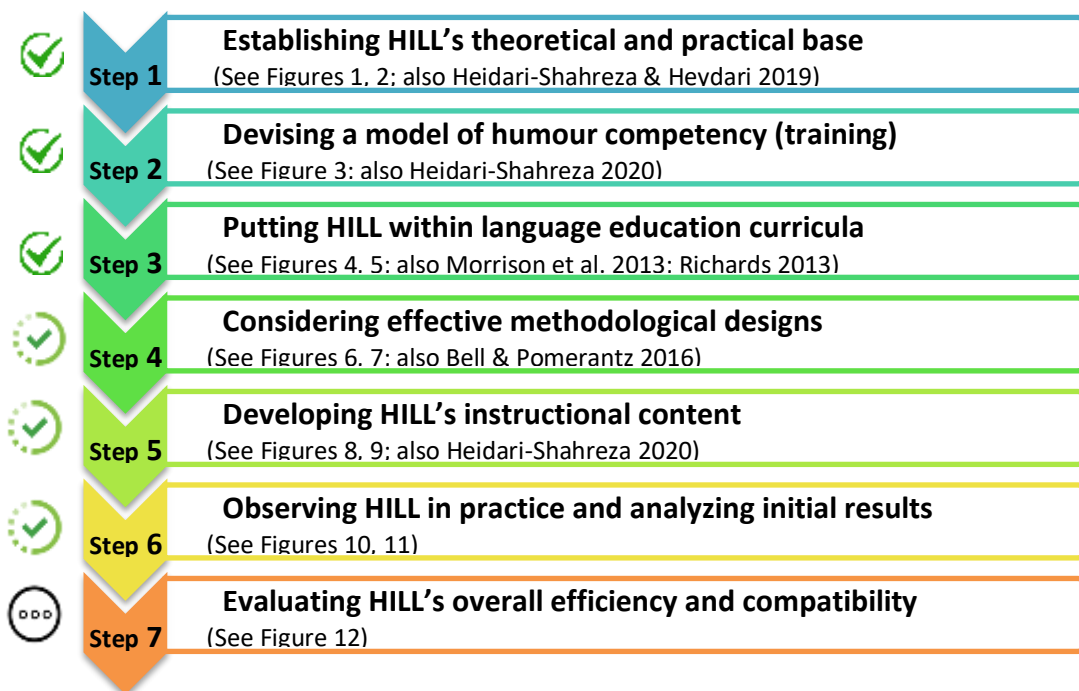 Establishing HILL’s theoretical and practical base
Step 1
(See Figures 1, 2; also Heidari-Shahreza & Heydari 2019)
Devising a model of humour competency (training)
Step 2
(See Figure 3; also Heidari-Shahreza 2020)
Putting HILL within language education curricula
Step 3
(See Figures 4, 5; also Morrison et al. 2013; Richards 2013)
Considering effective methodological designs
Step 4
(See Figures 6, 7; also Bell & Pomerantz 2016)
Developing HILL’s instructional content
Step 5
(See Figures 8, 9; also Heidari-Shahreza 2020)
Observing HILL in practice and analyzing initial results
Step 6
(See Figures 10, 11)
Evaluating HILL’s overall efficiency and compatibility
Step 7
(See Figure 12)